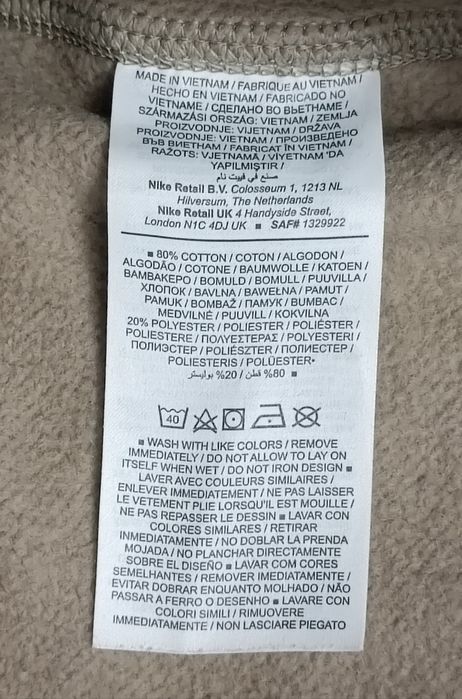 MADE IN VIETNAM / FABRIQUE AU VIETNAM /
HECHO EN VIETNAM / FABRICADO NO
VIETNAME / СДЕЛАНО ВО ВЬЕТНАМЕ /
SZÁRMAZÁSI ORSZÁG: VIETNAM / ZEMLJA
PROIZVODNJE: VIJETNAM / DRŽAVA
PROIZVODNJE: VIETNAM / ПРОИЗВЕДЕНО
ВЪВ ВИЕТНАМ / FABRICAT ÎN VIETNAM /
RAŽOTS: VJETNAMĀ / VİYETNAM 'DA
YAPILMIŞTIR /
صنع في فيت نام
Nike Retail B.V. Colosseum 1, 1213 NL
Hilversum, The Netherlands
Nike Retail UK 4 Handyside Street,
London N1C 4DJ UK ■ SAF# 1329922
■ 80% COTTON / COTON / ALGODON /
ALGODÃO / COTONE / BAUMWOLLE / KATOEN /
ΒΑΜΒΑΚΕΡΟ / BOMULD / BOMULL / PUUVILLA /
ХЛОПОК / BAVLNA / BAWEŁNA / PAMUT /
PAMUK / BOMBAŽ / ПАМУК / BUMBAC /
MEDVILNĖ / PUUVILL / KOKVILNA
20% POLYESTER / POLIESTER / POLIÉSTER /
POLIESTERE / ΠΟΛΥΕΣΤΕΡΑΣ / POLYESTERI /
ПОЛИЭСТЕР / POLIÉSZTER / ПОЛИЕСТЕР /
POLIESTERIS / POLÜESTER•
■ 80% قطن / 20% بوليستر
40
■ WASH WITH LIKE COLORS / REMOVE
IMMEDIATELY / DO NOT ALLOW TO LAY ON
ITSELF WHEN WET / DO NOT IRON DESIGN ■
LAVER AVEC COULEURS SIMILAIRES /
ENLEVER IMMEDIATEMENT / NE PAS LAISSER
LE VETEMENT PLIE LORSQU'IL EST MOUILLE /
NE PAS REPASSER LE DESSIN ■ LAVAR CON
COLORES SIMILARES / RETIRAR
INMEDIATAMENTE / NO DOBLAR LA PRENDA
MOJADA / NO PLANCHAR DIRECTAMENTE
SOBRE EL DISEÑO ■ LAVAR COM CORES
SEMELHANTES / REMOVER IMEDIATAMENTE /
EVITAR DOBRAR ENQUANTO MOLHADO / NÃO
PASSAR A FERRO O DESENHO ■ LAVARE CON
COLORI SIMILI / RIMUOVERE
IMMEDIATAMENTE / NON LASCIARE PIEGATO